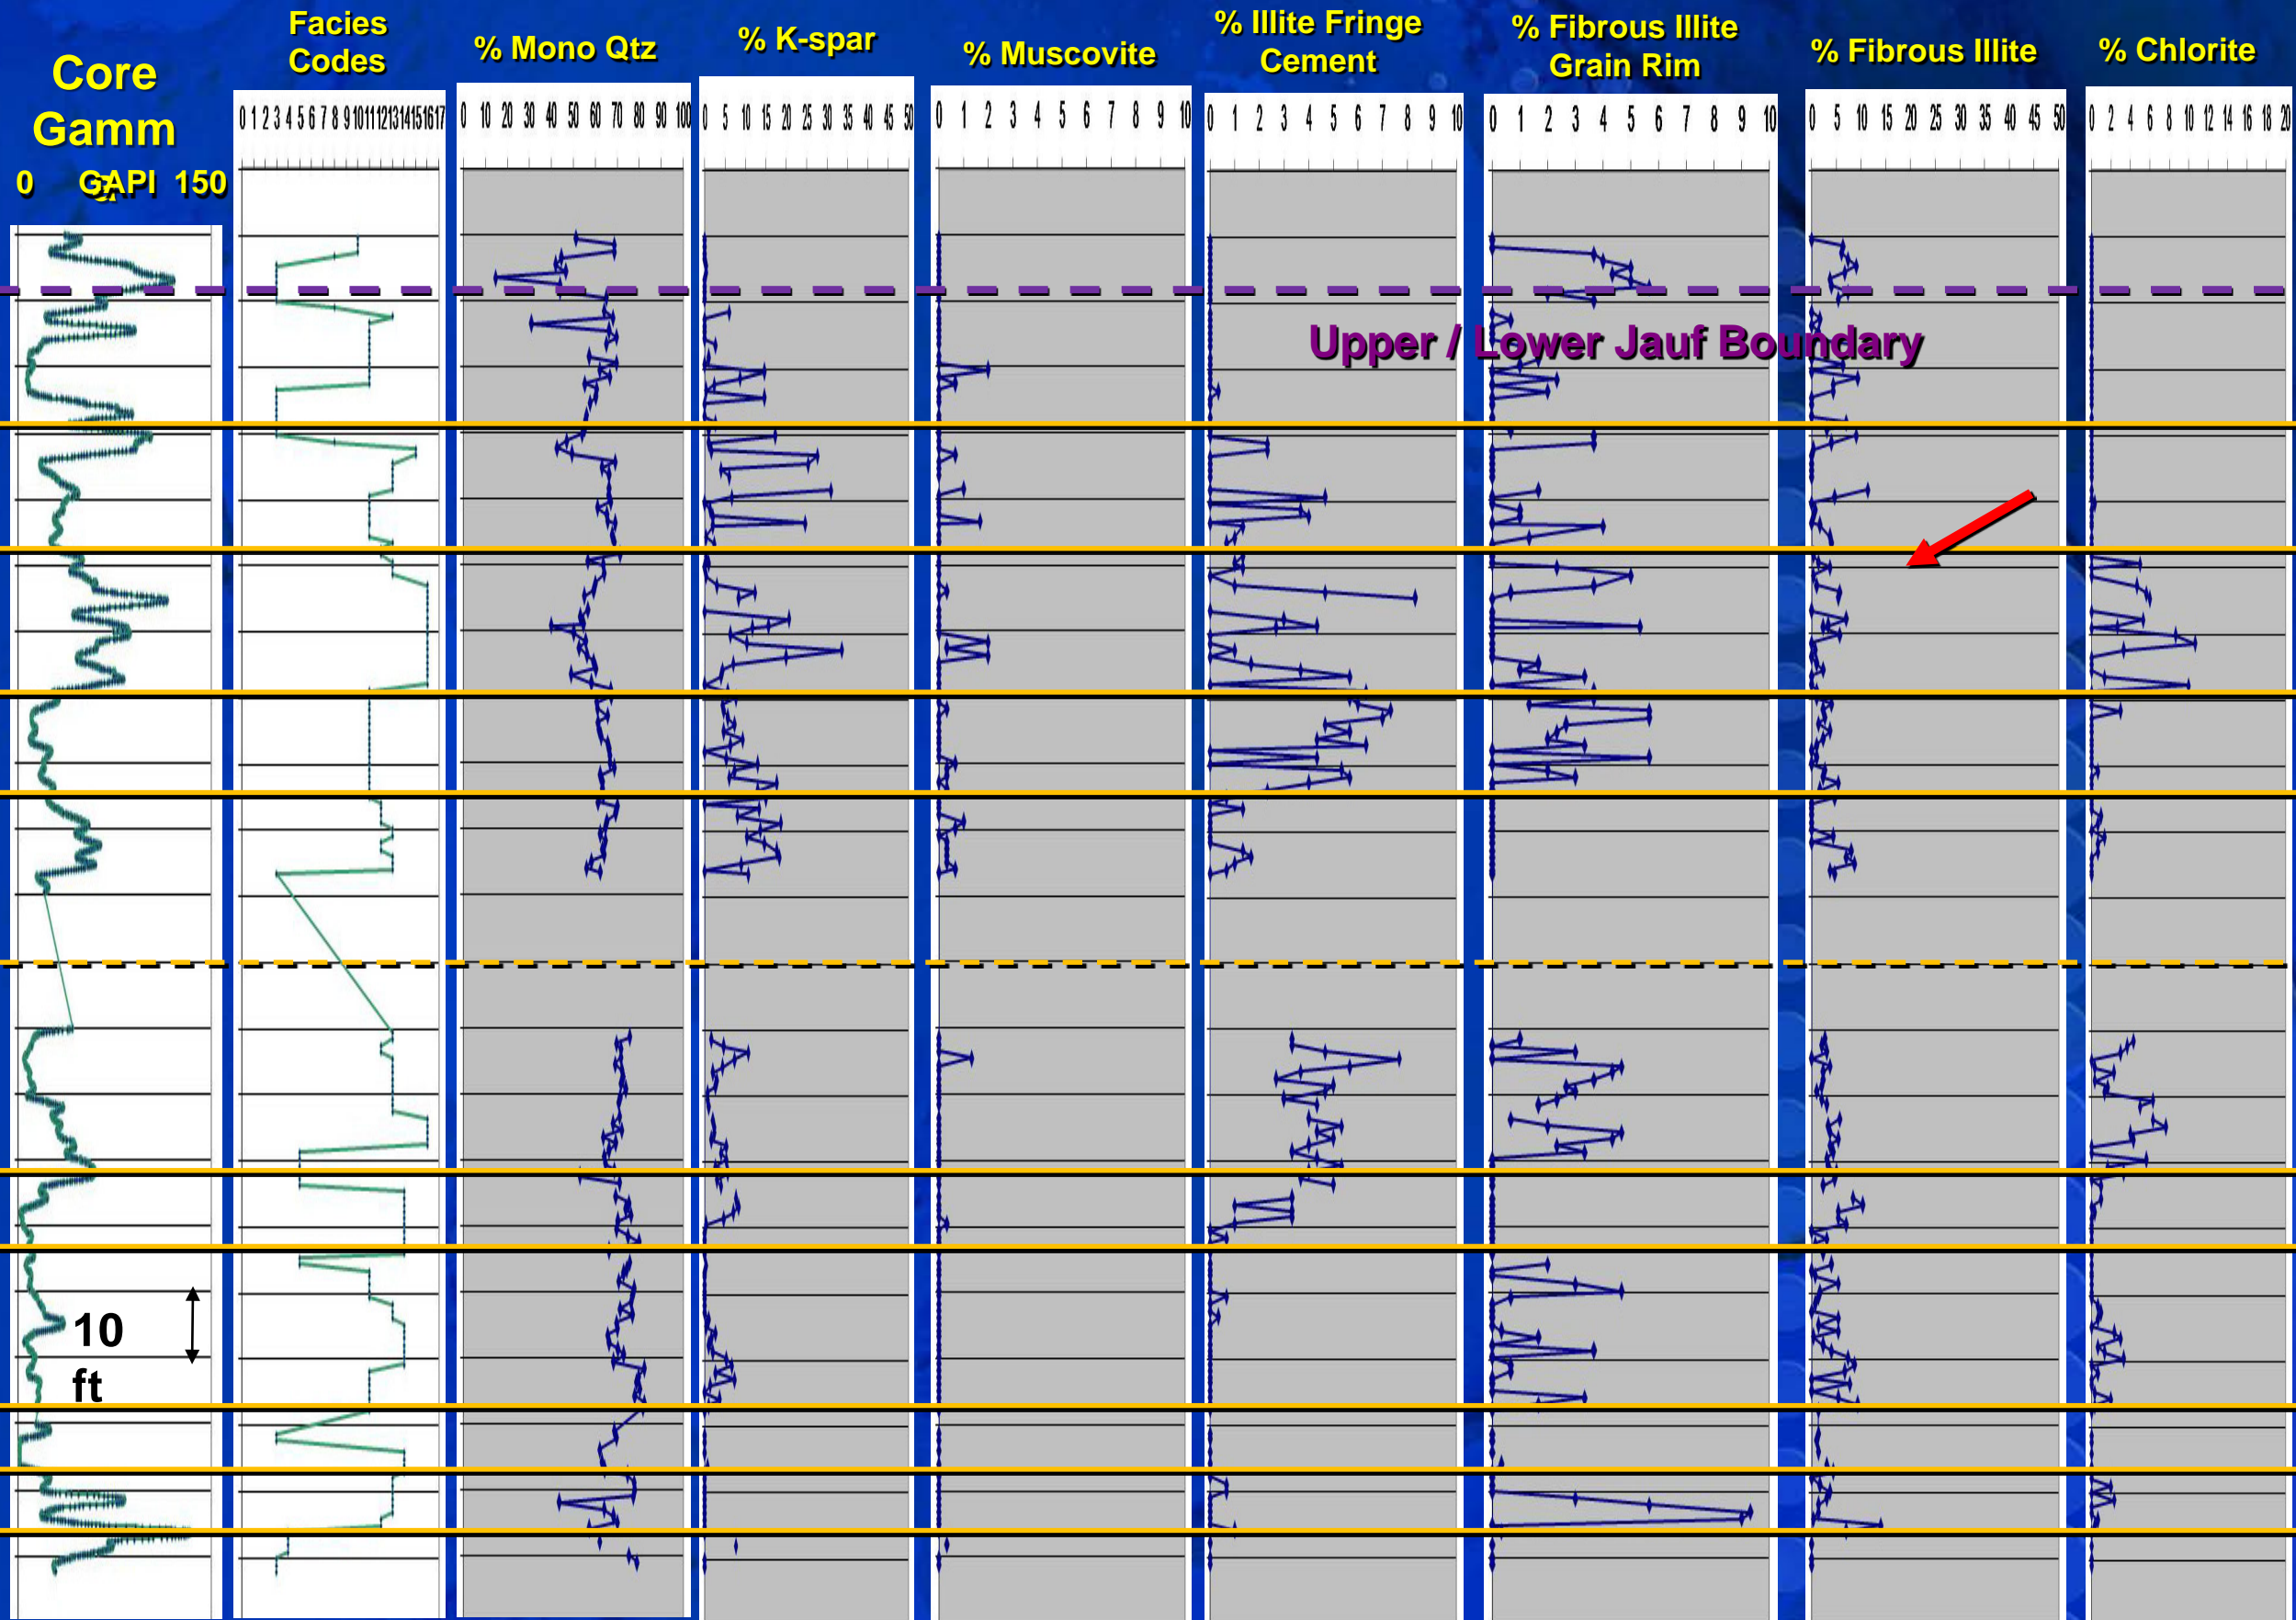 Core
Gamm
a
0 GAPI 150
Facies
Codes
0 1 2 3 4 5 6 7 8 9 10 11 12 13 14 15 16 17
% Mono Qtz
0 10 20 30 40 50 60 70 80 90 100
% K-spar
0 5 10 15 20 25 30 35 40 45 50
% Muscovite
0 1 2 3 4 5 6 7 8 9 10
% Illite Fringe
Cement
0 1 2 3 4 5 6 7 8 9 10
% Fibrous Illite
Grain Rim
0 1 2 3 4 5 6 7 8 9 10
% Fibrous Illite
0 5 10 15 20 25 30 35 40 45 50
% Chlorite
0 2 4 6 8 10 12 14 16 18 20
Upper / Lower Jauf Boundary
10
ft